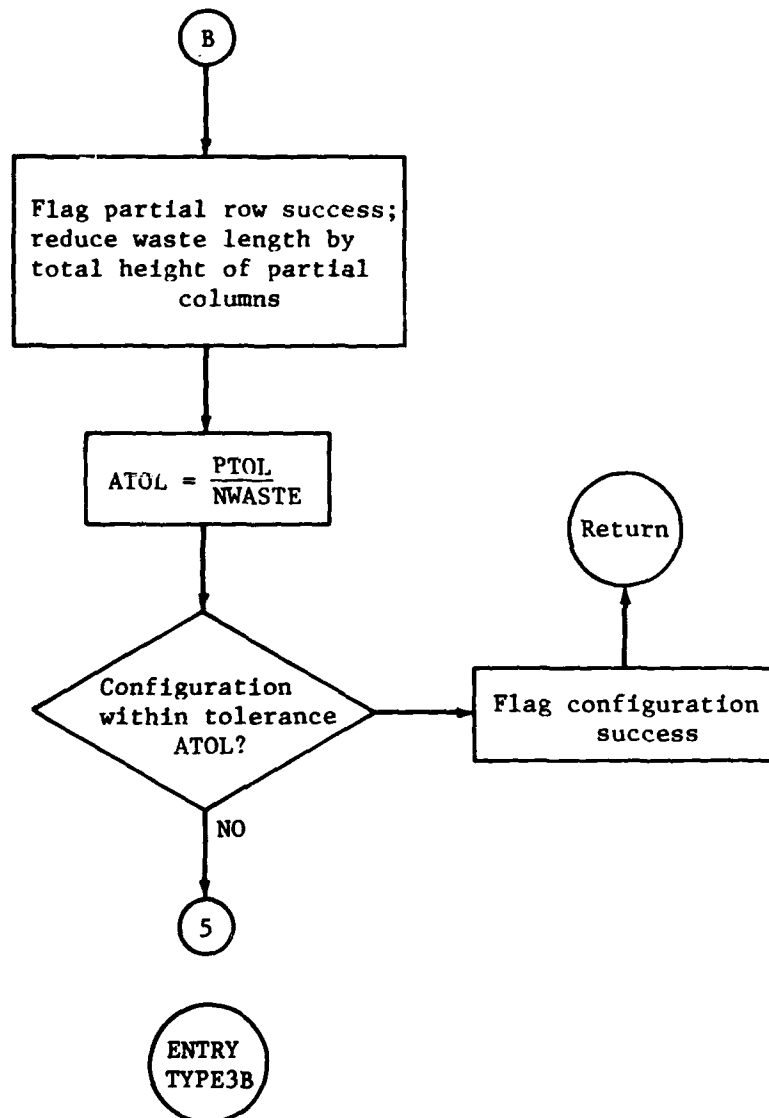 B
Flag partial row success;
reduce waste length by
total height of partial
columns
ATOL = PTOL
NWASTE
Return
Configuration
within tolerance
ATOL?
Flag configuration
success
NO
5
ENTRY
TYPE3B